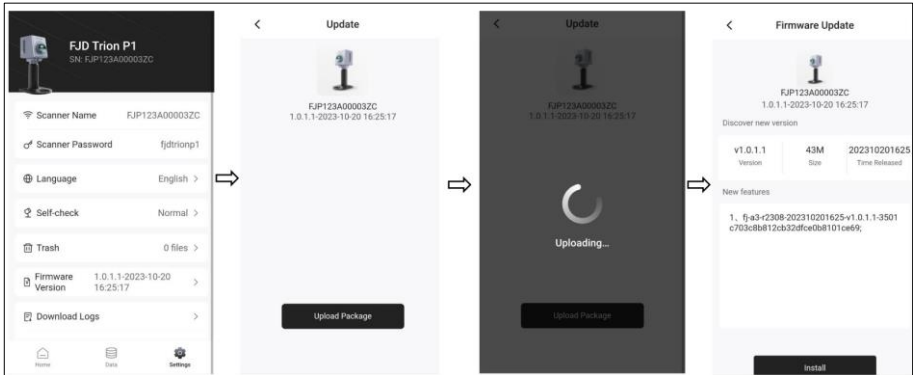 FJD Trion P1
SN: FJP123A00003ZC
Scanner Name FJP123A00003ZC
Scanner Password fjdtrionp1
Language English >
Self-check Normal >
Trash 0 files >
Firmware Version 1.0.1.1-2023-10-20 16:25:17 >
Download Logs >
Home Data Settings
< Update
FJP123A00003ZC
1.0.1.1-2023-10-20 16:25:17
Upload Package
< Update
FJP123A00003ZC
1.0.1.1-2023-10-20 16:25:17
Uploading...
Upload Package
< Firmware Update
FJP123A00003ZC
1.0.1.1-2023-10-20 16:25:17
Discover new version
v1.0.1.1 43M 202310201625
Version Size Time Released
New features
1、fj-a3-r2308-202310201625-v1.0.1.1-3501
c703c8b812cb32dfce0b8101ce69;
Install